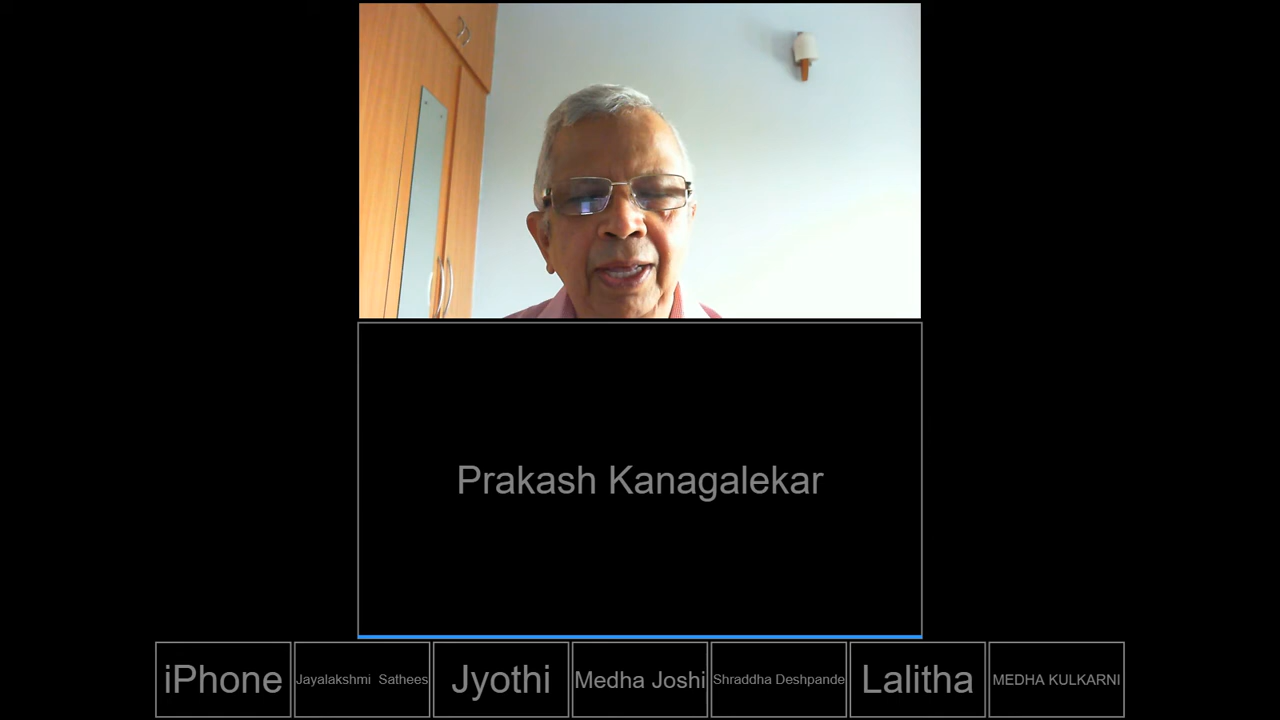 Prakash Kanagalekar
iPhone
Jayalakshmi Sathees
Jyothi
Medha Joshi
Shraddha Deshpande
Lalitha
MEDHA KULKARNI